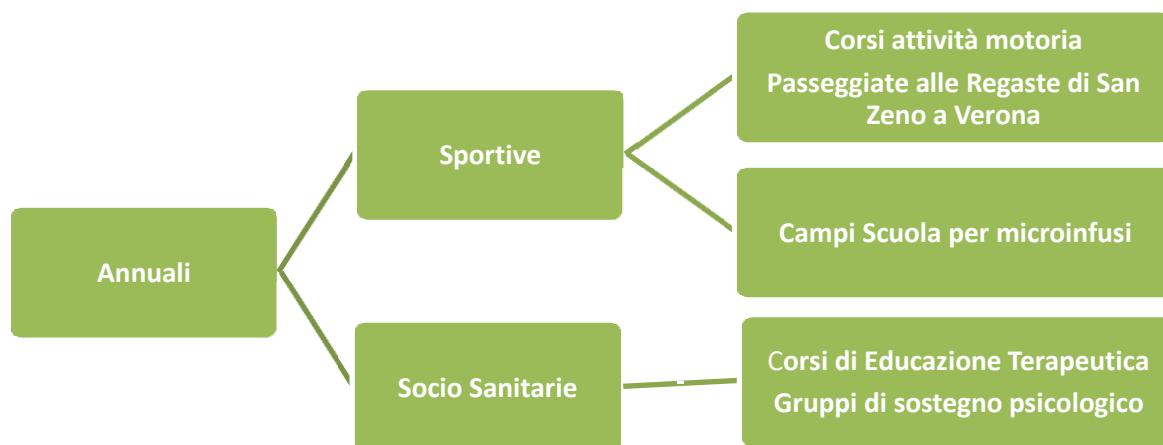 Annuali
Sportive
Socio Sanitarie
Corsi attività motoria
Passeggiate alle Regaste di San
Zeno a Verona
Campi Scuola per microinfusi
Corsi di Educazione Terapeutica
Gruppi di sostegno psicologico